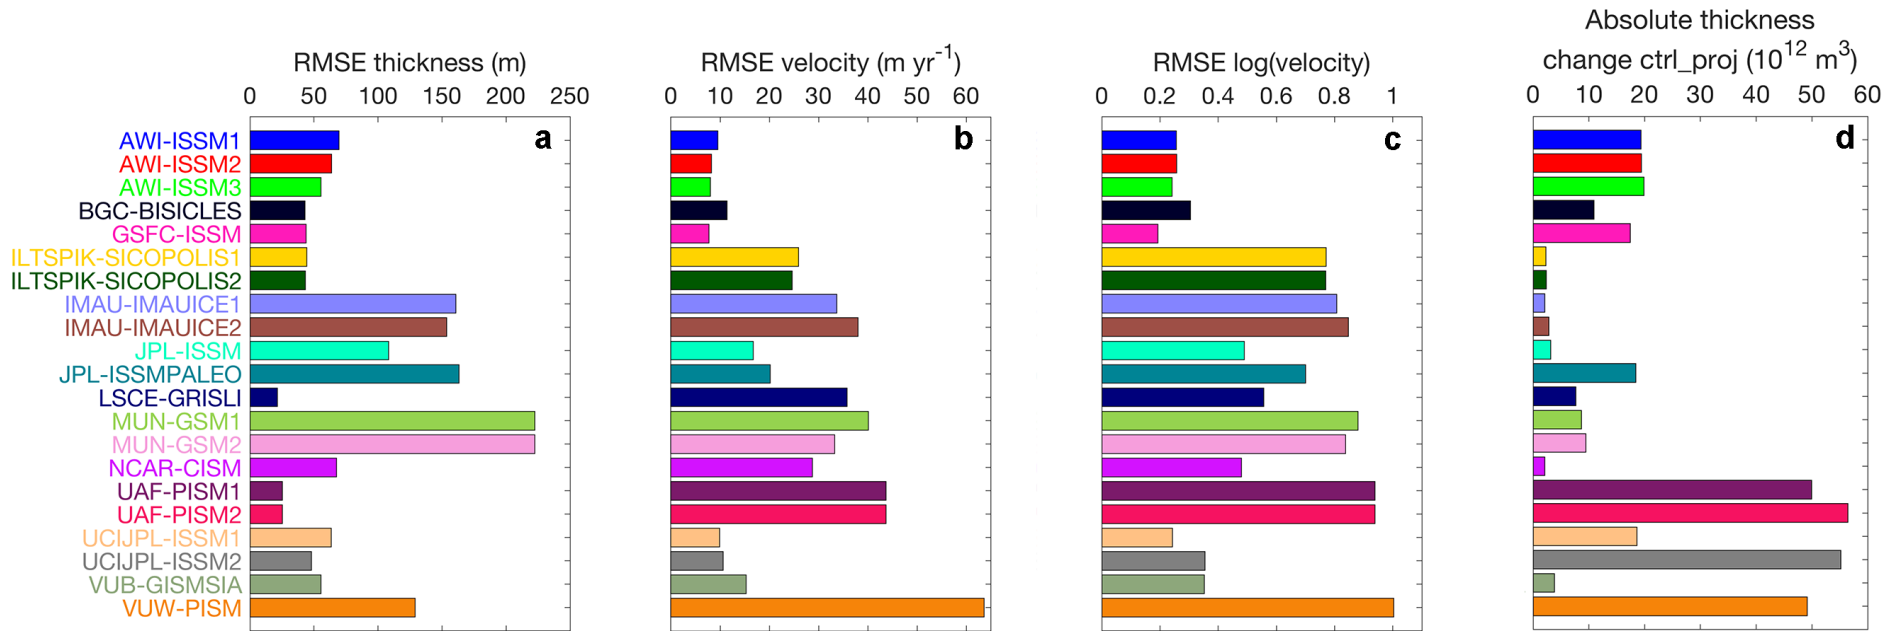 RMSE thickness (m)
0 50 100 150 200 250
RMSE velocity (m yr⁻¹)
0 10 20 30 40 50 60
RMSE log(velocity)
0 0.2 0.4 0.6 0.8 1
Absolute thickness
change ctrl_proj (10¹² m³)
0 10 20 30 40 50 60
a
b
c
d
AWI-ISSM1
AWI-ISSM2
AWI-ISSM3
BGC-BISICLES
GSFC-ISSM
ILTSPIK-SICOPOLIS1
ILTSPIK-SICOPOLIS2
IMAU-IMAUICE1
IMAU-IMAUICE2
JPL-ISSM
JPL-ISSMPALEO
LSCE-GRISLI
MUN-GSM1
MUN-GSM2
NCAR-CISM
UAF-PISM1
UAF-PISM2
UCIJPL-ISSM1
UCIJPL-ISSM2
VUB-GISMSIA
VUW-PISM